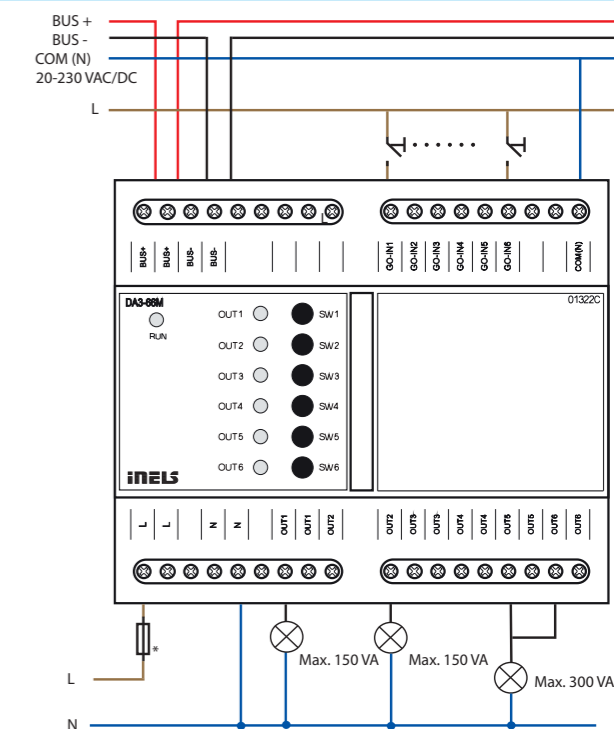 BUS +
BUS -
COM (N)
20-230 VAC/DC
L
L
BUS+ BUS+ BUS- BUS-
GO-IN1 GO-IN2 GO-IN3 GO-IN4 GO-IN5 GO-IN6 COM(N)
DA3-66M
01322C
RUN
OUT1 SW1
OUT2 SW2
OUT3 SW3
OUT4 SW4
OUT5 SW5
OUT6 SW6
iNELS
L L N N OUT1 OUT1 OUT2
OUT2 OUT3 OUT3 OUT4 OUT4 OUT5 OUT5 OUT6 OUT6
*
Max. 150 VA Max. 150 VA
L
Max. 300 VA
N